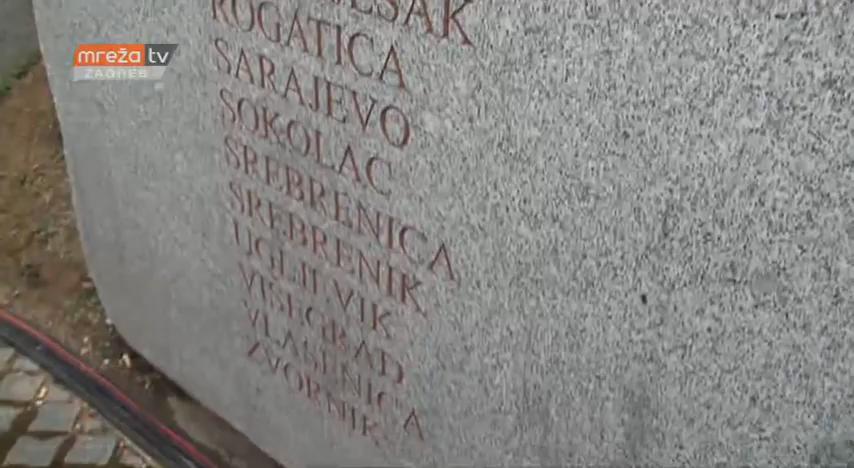 mreža tv
ZAGREB
ROGATICA
SARAJEVO
SOKOLAC
SREBRENICA
SREBRENIK
UGLJEVIK
VIŠEGRAD
VLASENICA
ZVORNIK